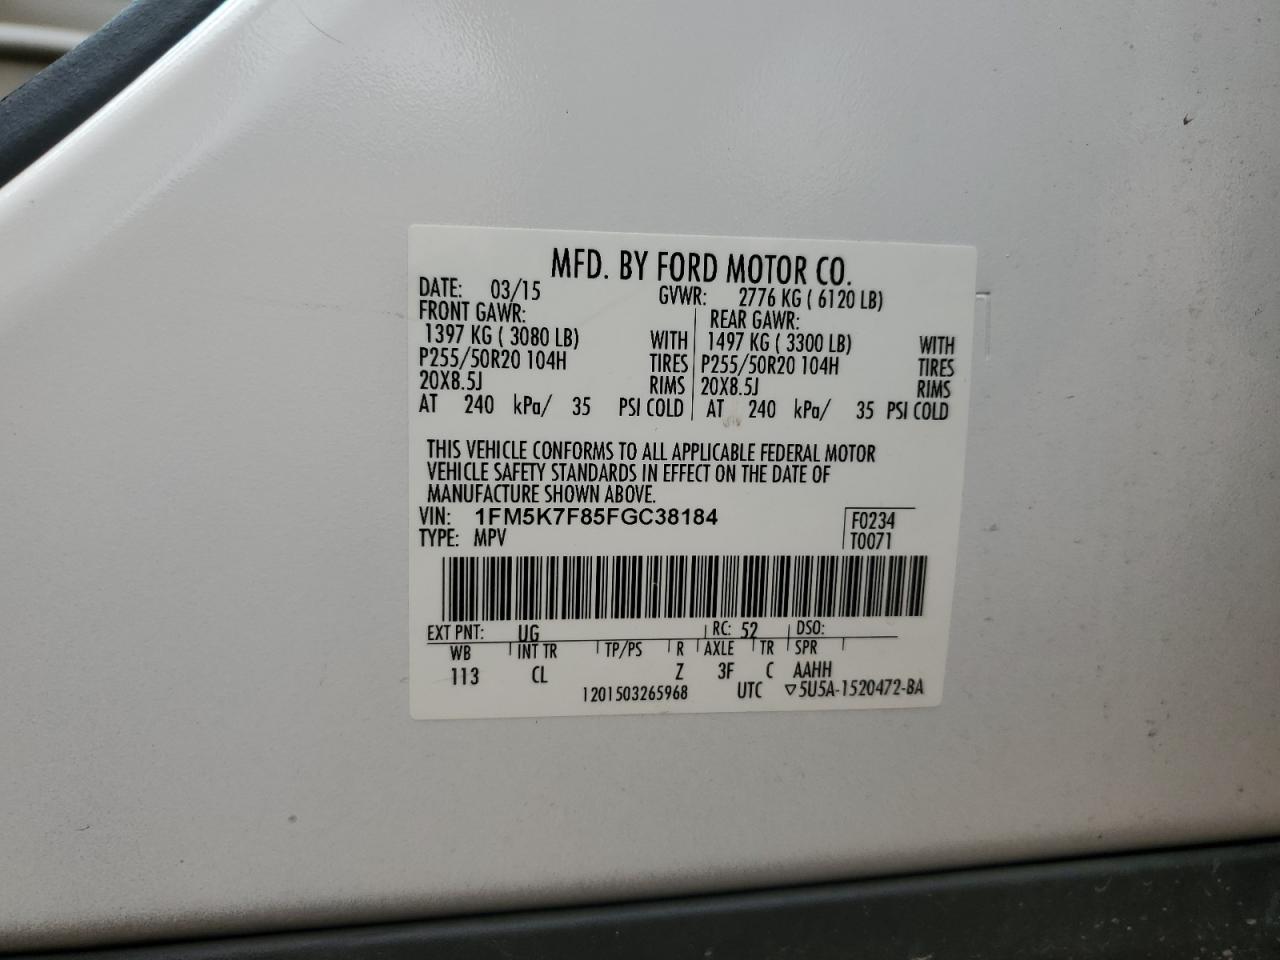 MFD. BY FORD MOTOR CO.
DATE: 03/15 GVWR: 2776 KG ( 6120 LB)
FRONT GAWR: REAR GAWR:
1397 KG ( 3080 LB) WITH 1497 KG ( 3300 LB) WITH
P255/50R20 104H TIRES P255/50R20 104H TIRES
20X8.5J RIMS 20X8.5J RIMS
AT 240 kPa/ 35 PSI COLD AT 240 kPa/ 35 PSI COLD
THIS VEHICLE CONFORMS TO ALL APPLICABLE FEDERAL MOTOR
VEHICLE SAFETY STANDARDS IN EFFECT ON THE DATE OF
MANUFACTURE SHOWN ABOVE.
VIN: 1FM5K7F85FGC38184 F0234
TYPE: MPV T0071
EXT PNT: UG RC: 52 DSO:
WB INT TR TP/PS R AXLE TR SPR
113 CL Z 3F C AAHH
1201503265968 UTC ▽5U5A-1520472-BA